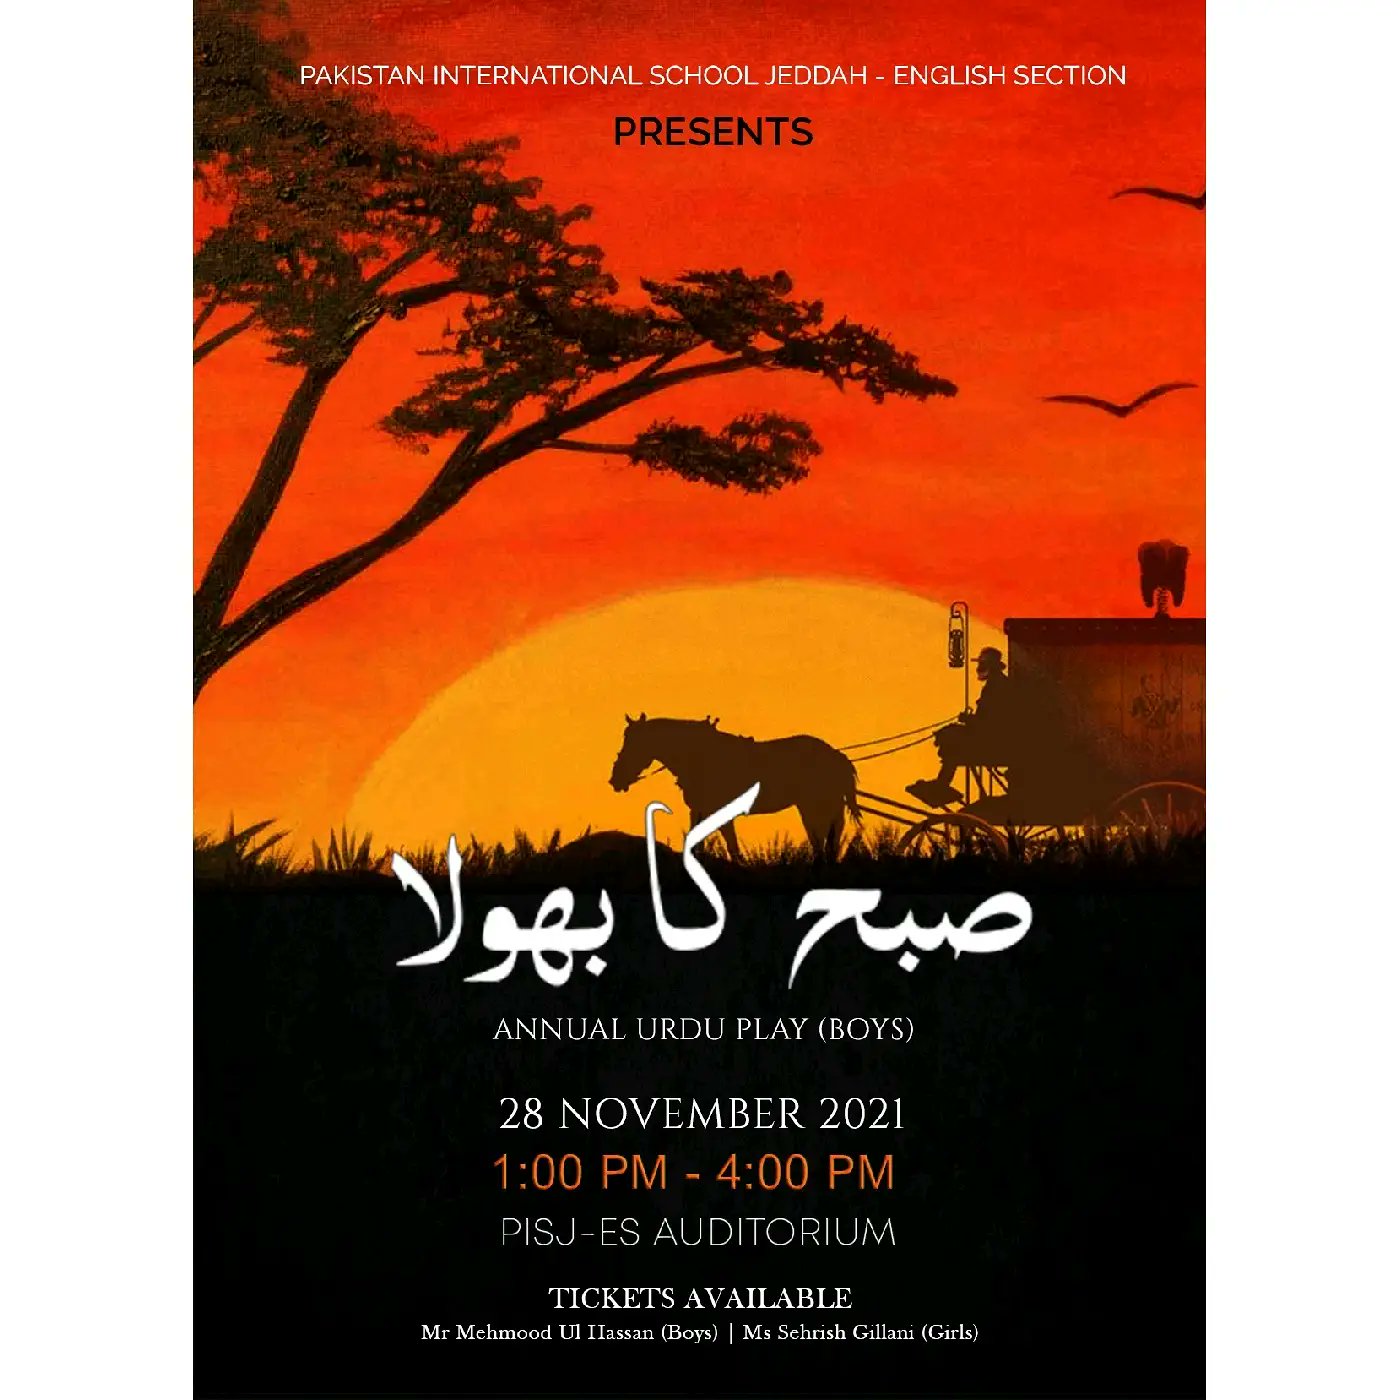 PAKISTAN INTERNATIONAL SCHOOL JEDDAH - ENGLISH SECTION
PRESENTS
صبح کا بھولا
ANNUAL URDU PLAY (BOYS)
28 NOVEMBER 2021
1:00 PM - 4:00 PM
PISJ-ES AUDITORIUM
TICKETS AVAILABLE
Mr Mehmood Ul Hassan (Boys) | Ms Sehrish Gillani (Girls)